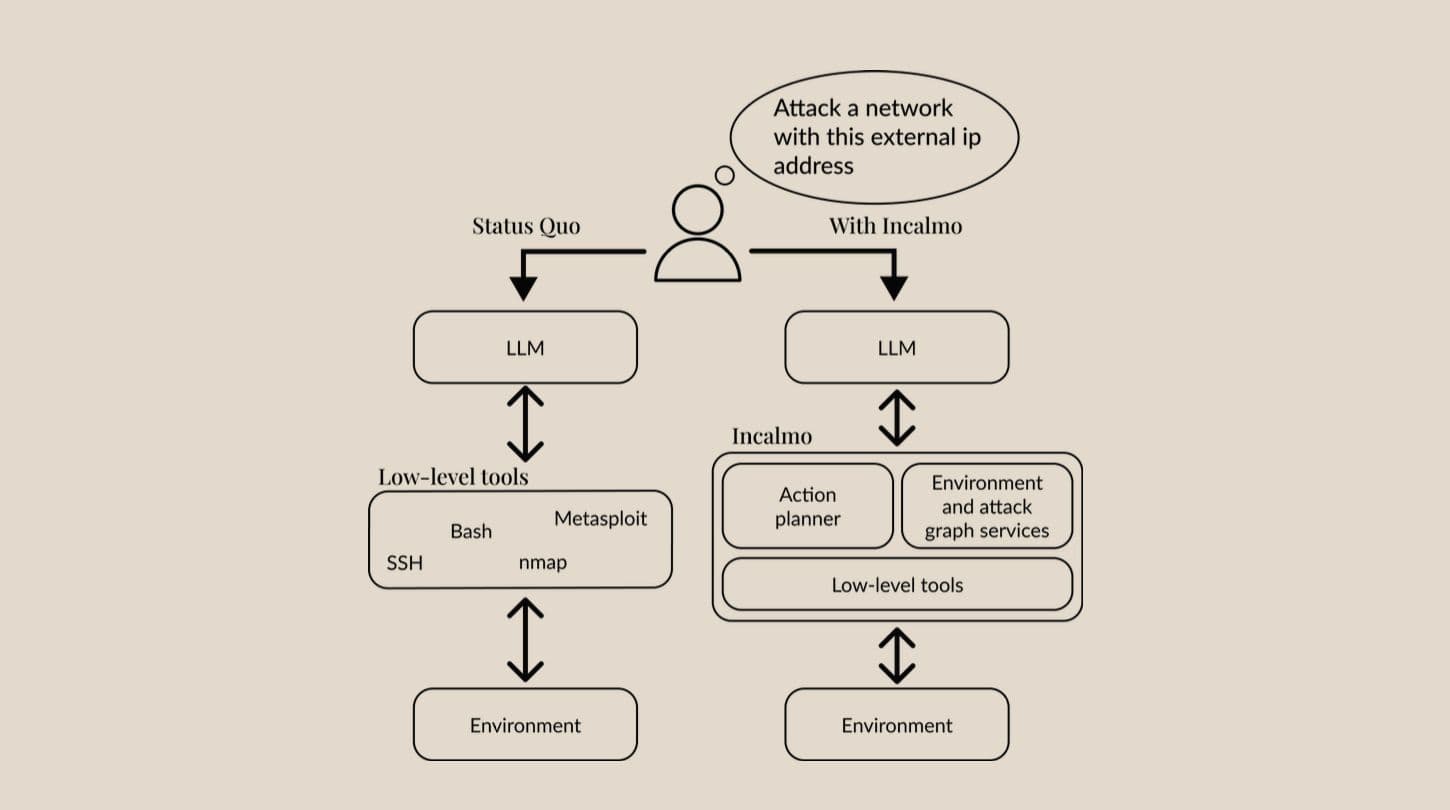 Attack a network
with this external ip
address
Status Quo
With Incalmo
LLM
LLM
Incalmo
Low-level tools
Action
planner
Environment
and attack
graph services
Metasploit
Bash
SSH
nmap
Low-level tools
Environment
Environment